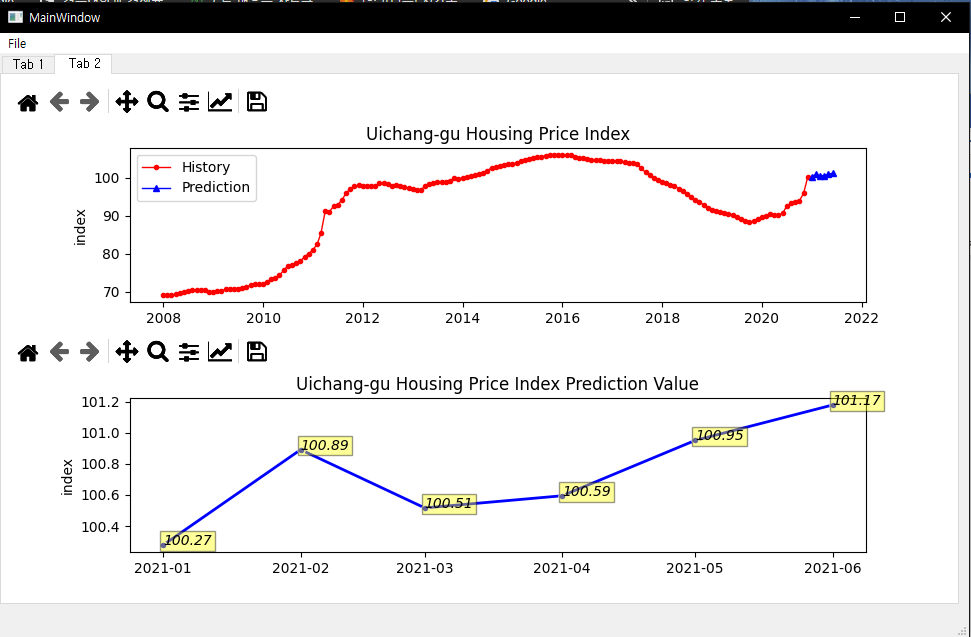 MainWindow
File
Tab 1 Tab 2
Uichang-gu Housing Price Index
History
Prediction
index
100
90
80
70
2008 2010 2012 2014 2016 2018 2020 2022
Uichang-gu Housing Price Index Prediction Value
index
101.2
101.0
100.8
100.6
100.4
100.27
100.89
100.51
100.59
100.95
101.17
2021-01 2021-02 2021-03 2021-04 2021-05 2021-06